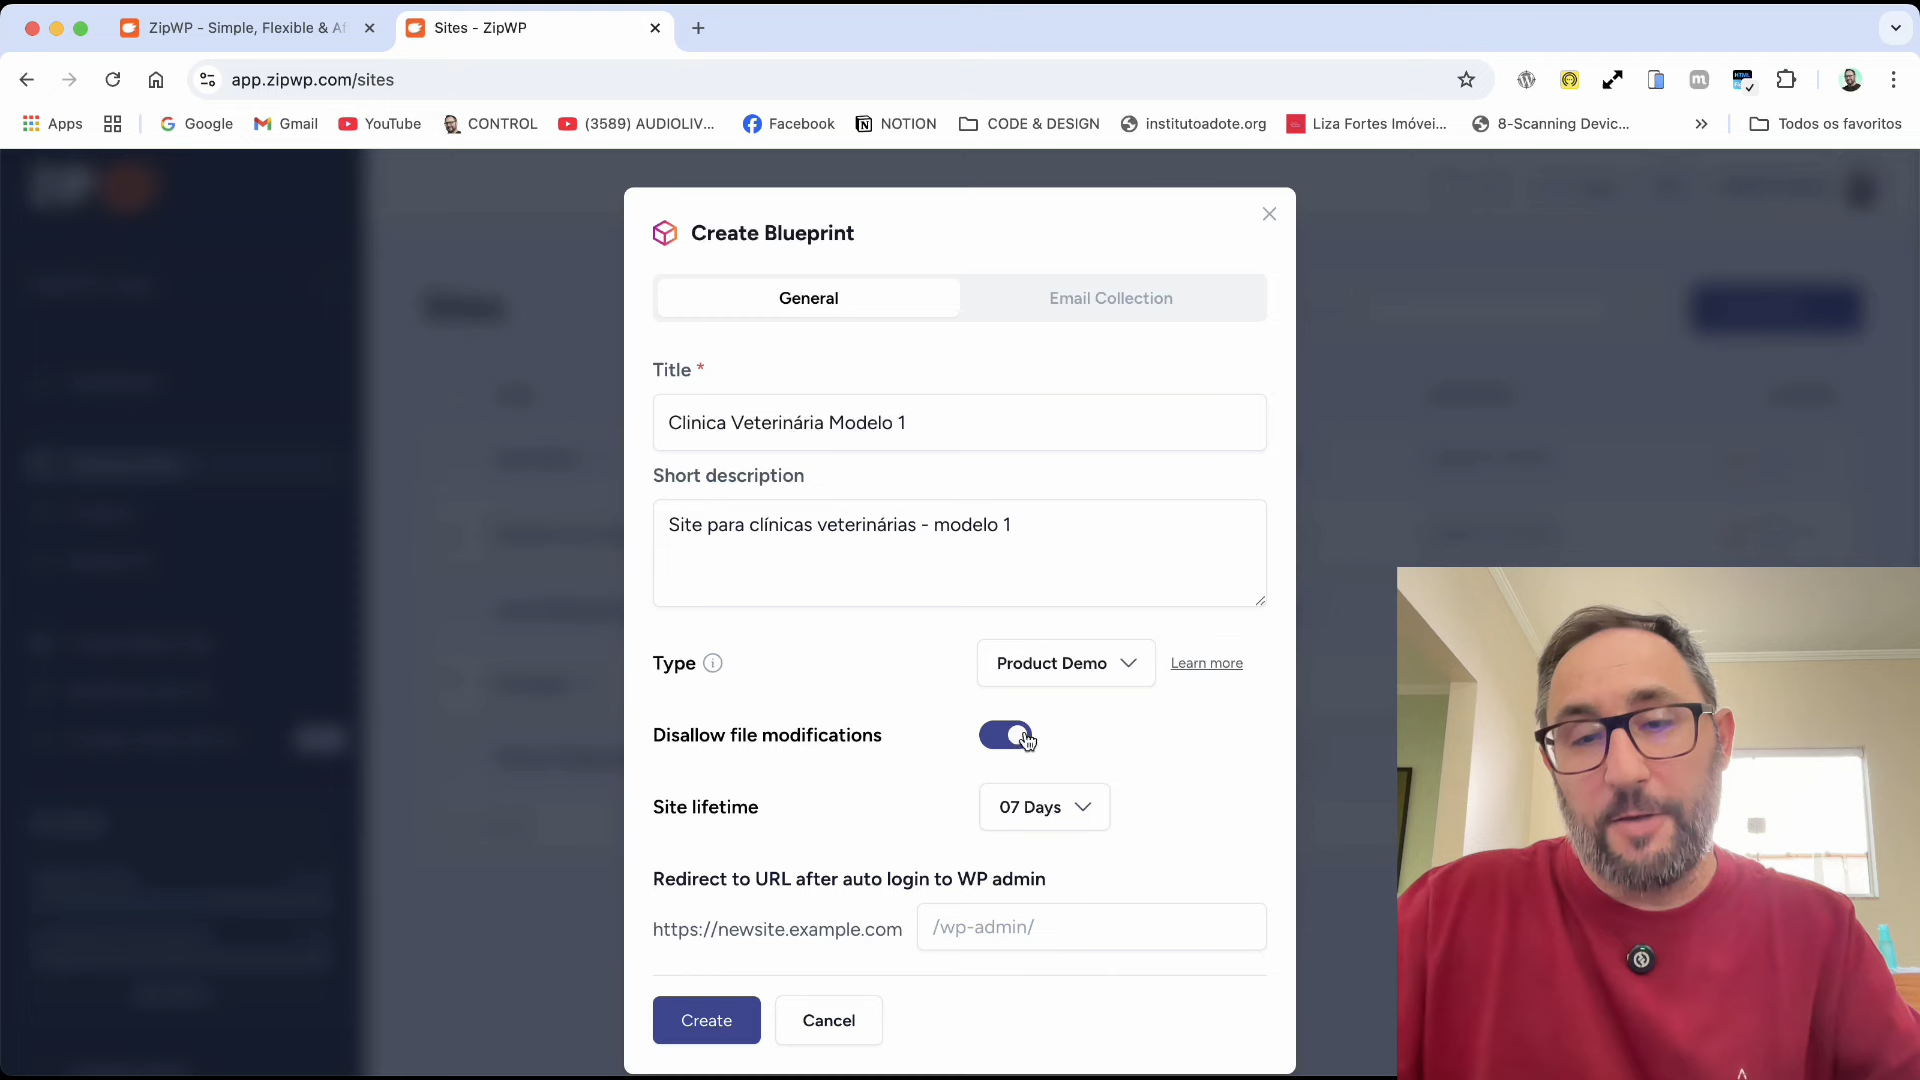 ZipWP - Simple, Flexible & Af
Sites - ZipWP
app.zipwp.com/sites
Apps
Google
Gmail
YouTube
CONTROL
(3589) AUDIOLIV...
Facebook
NOTION
CODE & DESIGN
institutoadote.org
Liza Fortes Imóvei...
8-Scanning Devic...
Todos os favoritos
Create Blueprint
General
Email Collection
Title *
Clinica Veterinária Modelo 1
Short description
Site para clínicas veterinárias - modelo 1
Type
Product Demo
Learn more
Disallow file modifications
Site lifetime
07 Days
Redirect to URL after auto login to WP admin
https://newsite.example.com
/wp-admin/
Create
Cancel